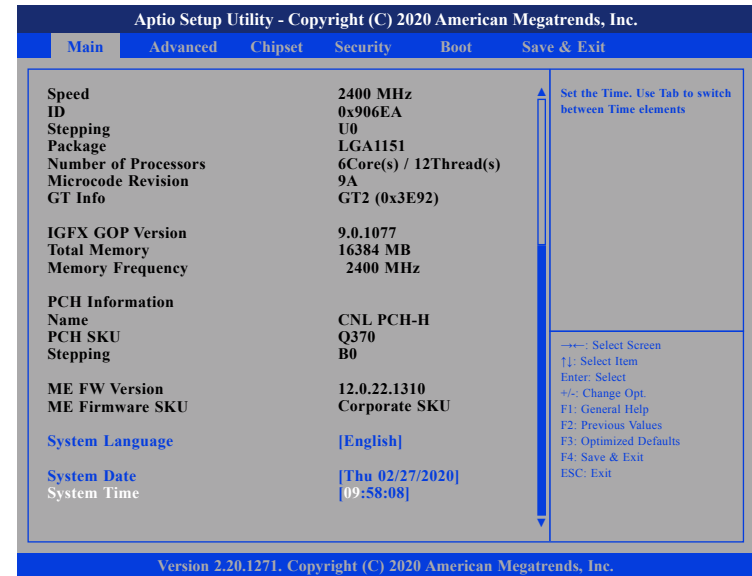 Aptio Setup Utility - Copyright (C) 2020 American Megatrends, Inc.
Main Advanced Chipset Security Boot Save & Exit
Speed 2400 MHz
ID 0x906EA
Stepping U0
Package LGA1151
Number of Processors 6Core(s) / 12Thread(s)
Microcode Revision 9A
GT Info GT2 (0x3E92)
IGFX GOP Version 9.0.1077
Total Memory 16384 MB
Memory Frequency 2400 MHz
PCH Information
Name CNL PCH-H
PCH SKU Q370
Stepping B0
ME FW Version 12.0.22.1310
ME Firmware SKU Corporate SKU
System Language [English]
System Date [Thu 02/27/2020]
System Time [09:58:08]
Set the Time. Use Tab to switch
between Time elements
→←: Select Screen
↑↓: Select Item
Enter: Select
+/-: Change Opt.
F1: General Help
F2: Previous Values
F3: Optimized Defaults
F4: Save & Exit
ESC: Exit
Version 2.20.1271. Copyright (C) 2020 American Megatrends, Inc.